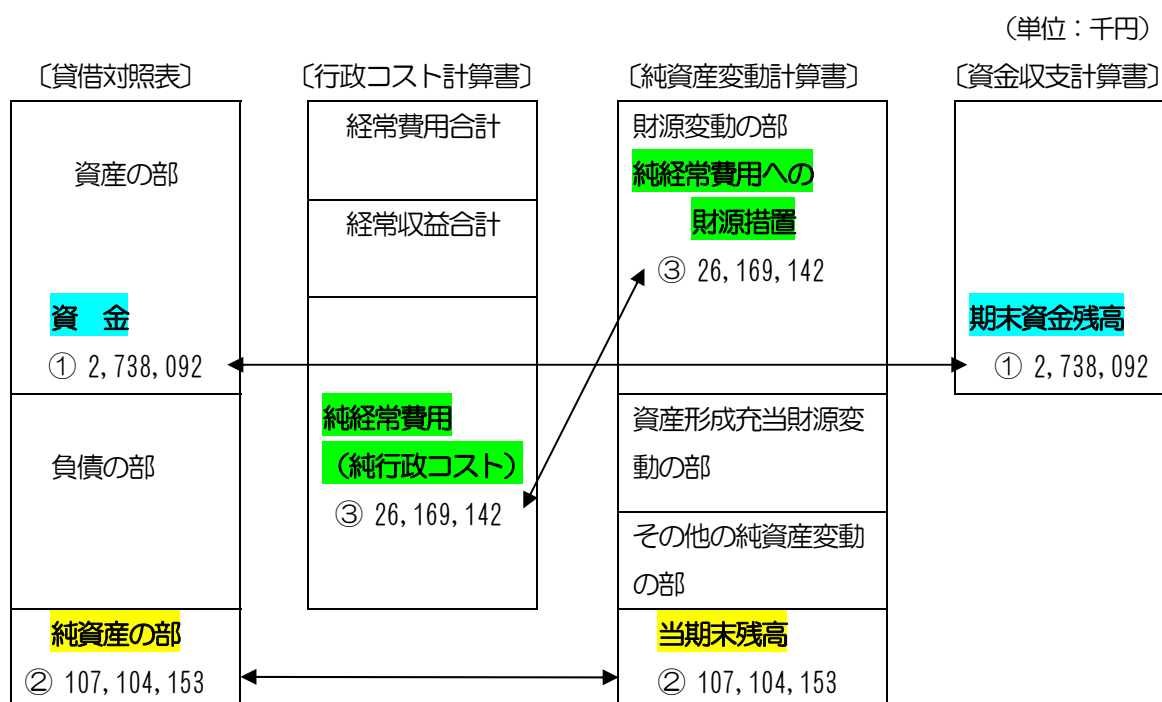 （単位：千円）
〔貸借対照表〕
〔行政コスト計算書〕
〔純資産変動計算書〕
〔資金収支計算書〕
資産の部
資　金
① 2,738,092
負債の部
純資産の部
② 107,104,153
経常費用合計
経常収益合計
純経常費用
（純行政コスト）
③ 26,169,142
財源変動の部
純経常費用への
財源措置
③ 26,169,142
資産形成充当財源変
動の部
その他の純資産変動
の部
当期末残高
② 107,104,153
期末資金残高
① 2,738,092